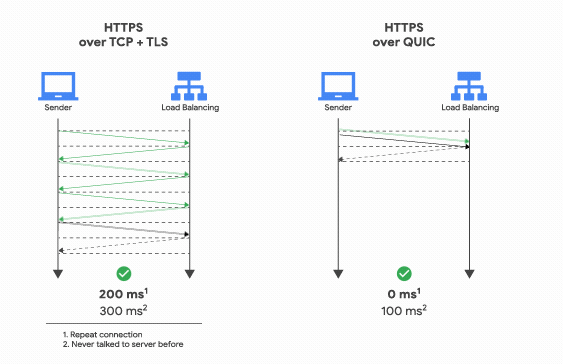 HTTPS
over TCP + TLS
Sender
Load Balancing
200 ms¹
300 ms²
1. Repeat connection
2. Never talked to server before
HTTPS
over QUIC
Sender
Load Balancing
0 ms¹
100 ms²